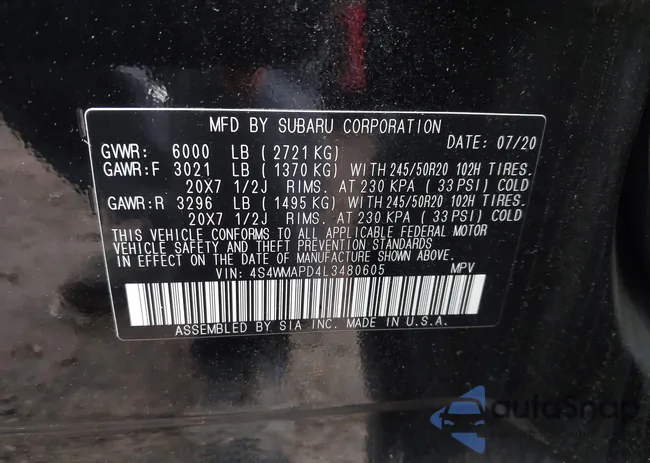 MFD BY SUBARU CORPORATION
DATE: 07/20
GVWR: 6000 LB ( 2721 KG)
GAWR:F 3021 LB ( 1370 KG) WITH 245/50R20 102H TIRES.
20X7 1/2J RIMS. AT 230 KPA ( 33 PSI) COLD
GAWR:R 3296 LB ( 1495 KG) WITH 245/50R20 102H TIRES.
20X7 1/2J RIMS. AT 230 KPA ( 33 PSI) COLD
THIS VEHICLE CONFORMS TO ALL APPLICABLE FEDERAL MOTOR
VEHICLE SAFETY AND THEFT PREVENTION STANDARDS
IN EFFECT ON THE DATE OF MANUFACTURE SHOWN ABOVE.
VIN: 4S4WMAPD4L3480605 MPV
ASSEMBLED BY SIA INC. MADE IN U.S.A.
autoSnap